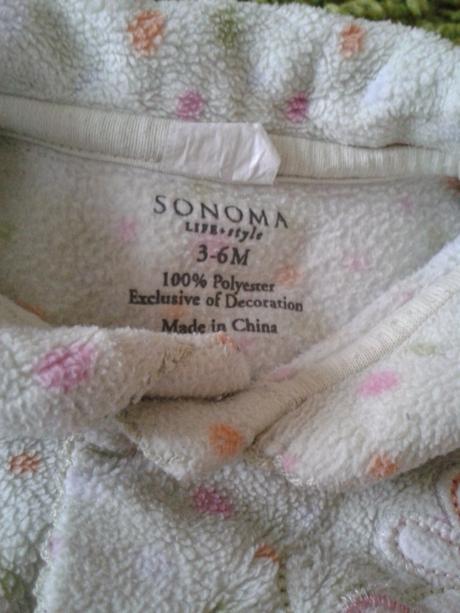 SONOMA
LIFE+style
3-6M
100% Polyester
Exclusive of Decoration
Made in China